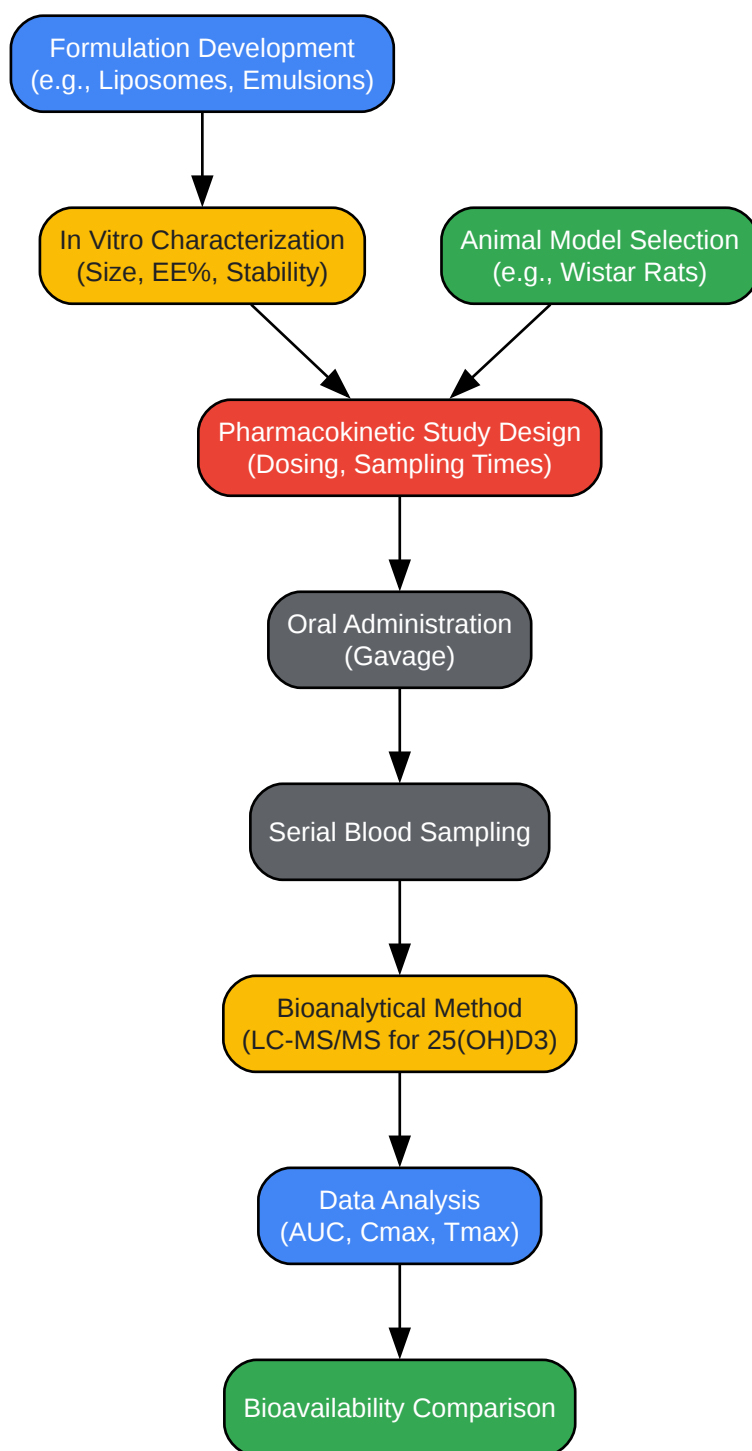 Formulation Development
(e.g., Liposomes, Emulsions)
In Vitro Characterization
(Size, EE%, Stability)
Animal Model Selection
(e.g., Wistar Rats)
Pharmacokinetic Study Design
(Dosing, Sampling Times)
Oral Administration
(Gavage)
Serial Blood Sampling
Bioanalytical Method
(LC-MS/MS for 25(OH)D3)
Data Analysis
(AUC, Cmax, Tmax)
Bioavailability Comparison